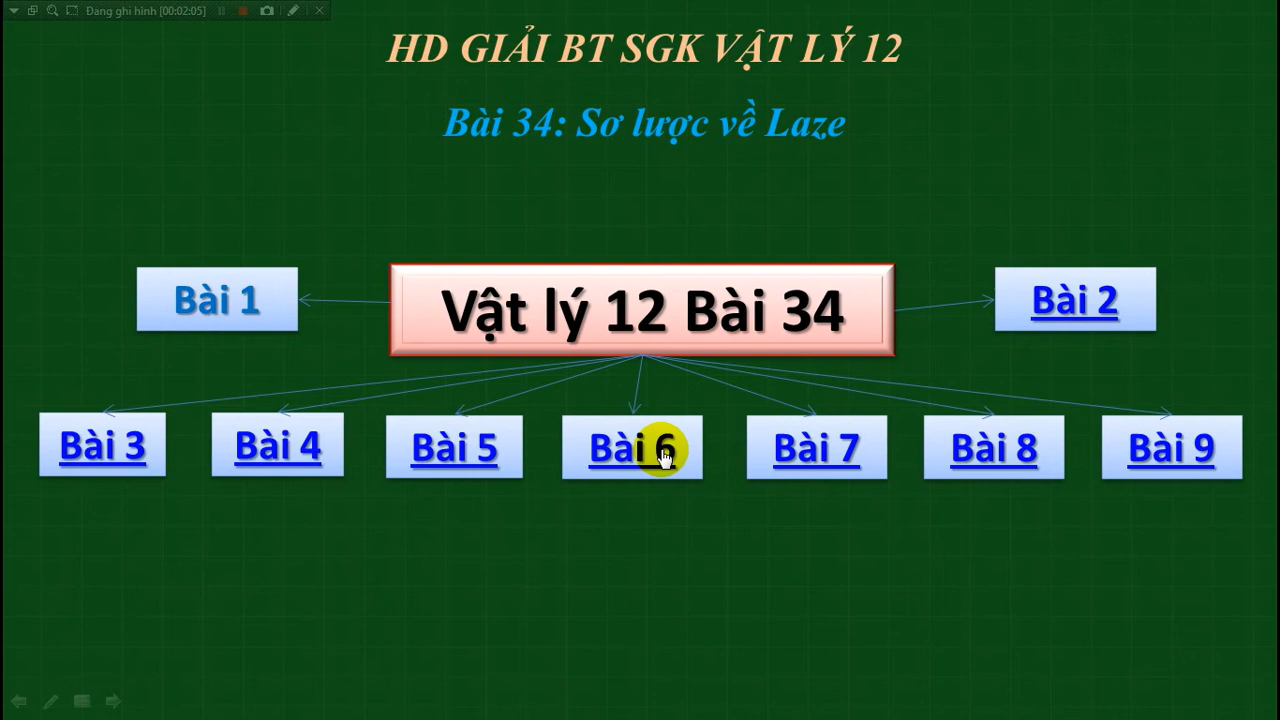 Đang ghi hình [00:02:05]
HD GIẢI BT SGK VẬT LÝ 12
Bài 34: Sơ lược về Laze
Bài 1
Vật lý 12 Bài 34
Bài 2
Bài 3
Bài 4
Bài 5
Bài 6
Bài 7
Bài 8
Bài 9